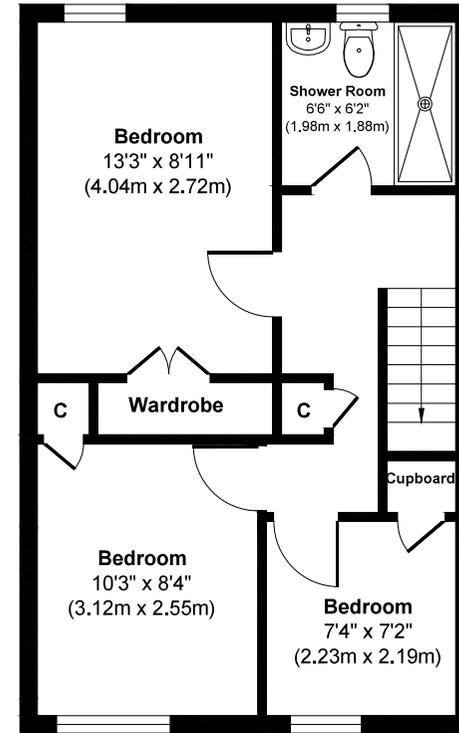 Shower Room
6'6" x 6'2"
(1.98m x 1.88m)
Bedroom
13'3" x 8'11"
(4.04m x 2.72m)
C
Wardrobe
C
Cupboard
Bedroom
10'3" x 8'4"
(3.12m x 2.55m)
Bedroom
7'4" x 7'2"
(2.23m x 2.19m)